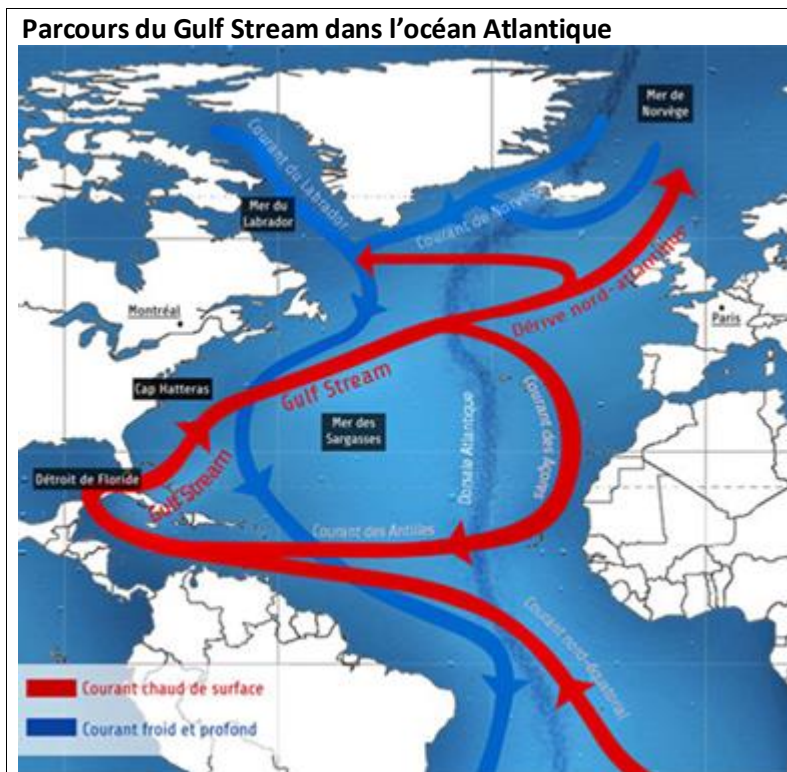 Parcours du Gulf Stream dans l’océan Atlantique
Mer de
Norvège
Courant du Labrador
Mer du
Labrador
Courant de Norvège
Dérive nord-atlantique
Montréal
Paris
Cap Hatteras
Gulf Stream
Mer des
Sargasses
Dorsale Atlantique
Courant des Açores
Détroit de Floride
Gulf Stream
Courant des Antilles
Courant nord-équatorial
Courant chaud de surface
Courant froid et profond